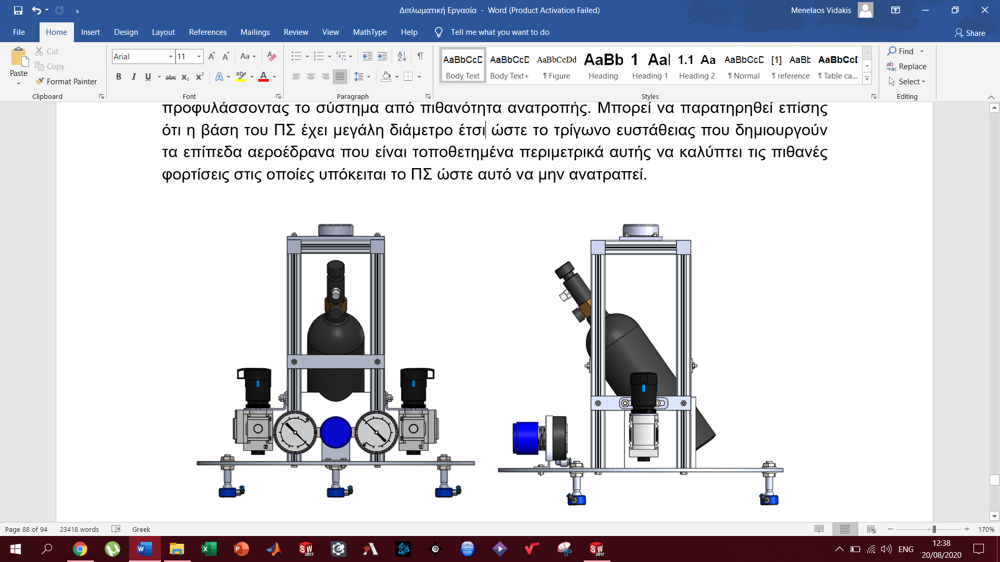 Διπλωματική Εργασία - Word (Product Activation Failed)
Menelaos Vidakis
File Home Insert Design Layout References Mailings Review View MathType Help Tell me what you want to do
Share
Paste
Cut
Copy
Format Painter
Clipboard
Arial 11
Font
Paragraph
AaBbCcD AaBbCcD AaBbCcDd AaBb 1 Aal 1.1 Aa AaBbCcD [1] AaBb AaBbCcI
Body Text Body Text+ ¶ Figure Heading Heading 1 Heading 2 ¶ Normal ¶ reference ¶ Table ca...
Styles
Find
Replace
Select
Editing
προφυλάσσοντας το σύστημα από πιθανότητα ανατροπής. Μπορεί να παρατηρηθεί επίσης
ότι η βάση του ΠΣ έχει μεγάλη διάμετρο έτσι ώστε το τρίγωνο ευστάθειας που δημιουργούν
τα επίπεδα αεροέδρανα που είναι τοποθετημένα περιμετρικά αυτής να καλύπτει τις πιθανές
φορτίσεις στις οποίες υπόκειται το ΠΣ ώστε αυτό να μην ανατραπεί.
Page 88 of 94 23418 words Greek
170%
ENG
12:38
20/08/2020